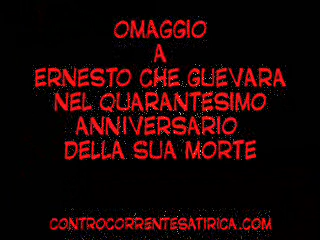 OMAGGIO
A
ERNESTO CHE GUEVARA
NEL QUARANTESIMO
ANNIVERSARIO
DELLA SUA MORTE
CONTROCORRENTESATIRICA.COM